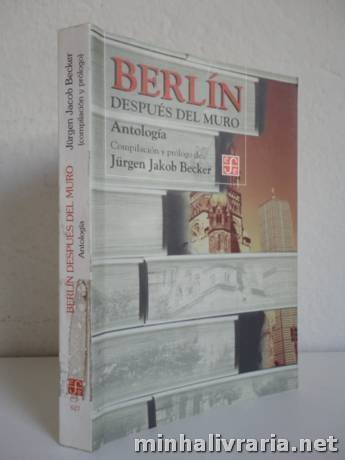 BERLÍN
DESPUÉS DEL MURO
Antología
Compilación y prólogo de
Jürgen Jakob Becker
BERLÍN DESPUÉS DEL MURO
Antología
Jürgen Jacob Becker
(compilación y prólogo)
minhalivraria.net